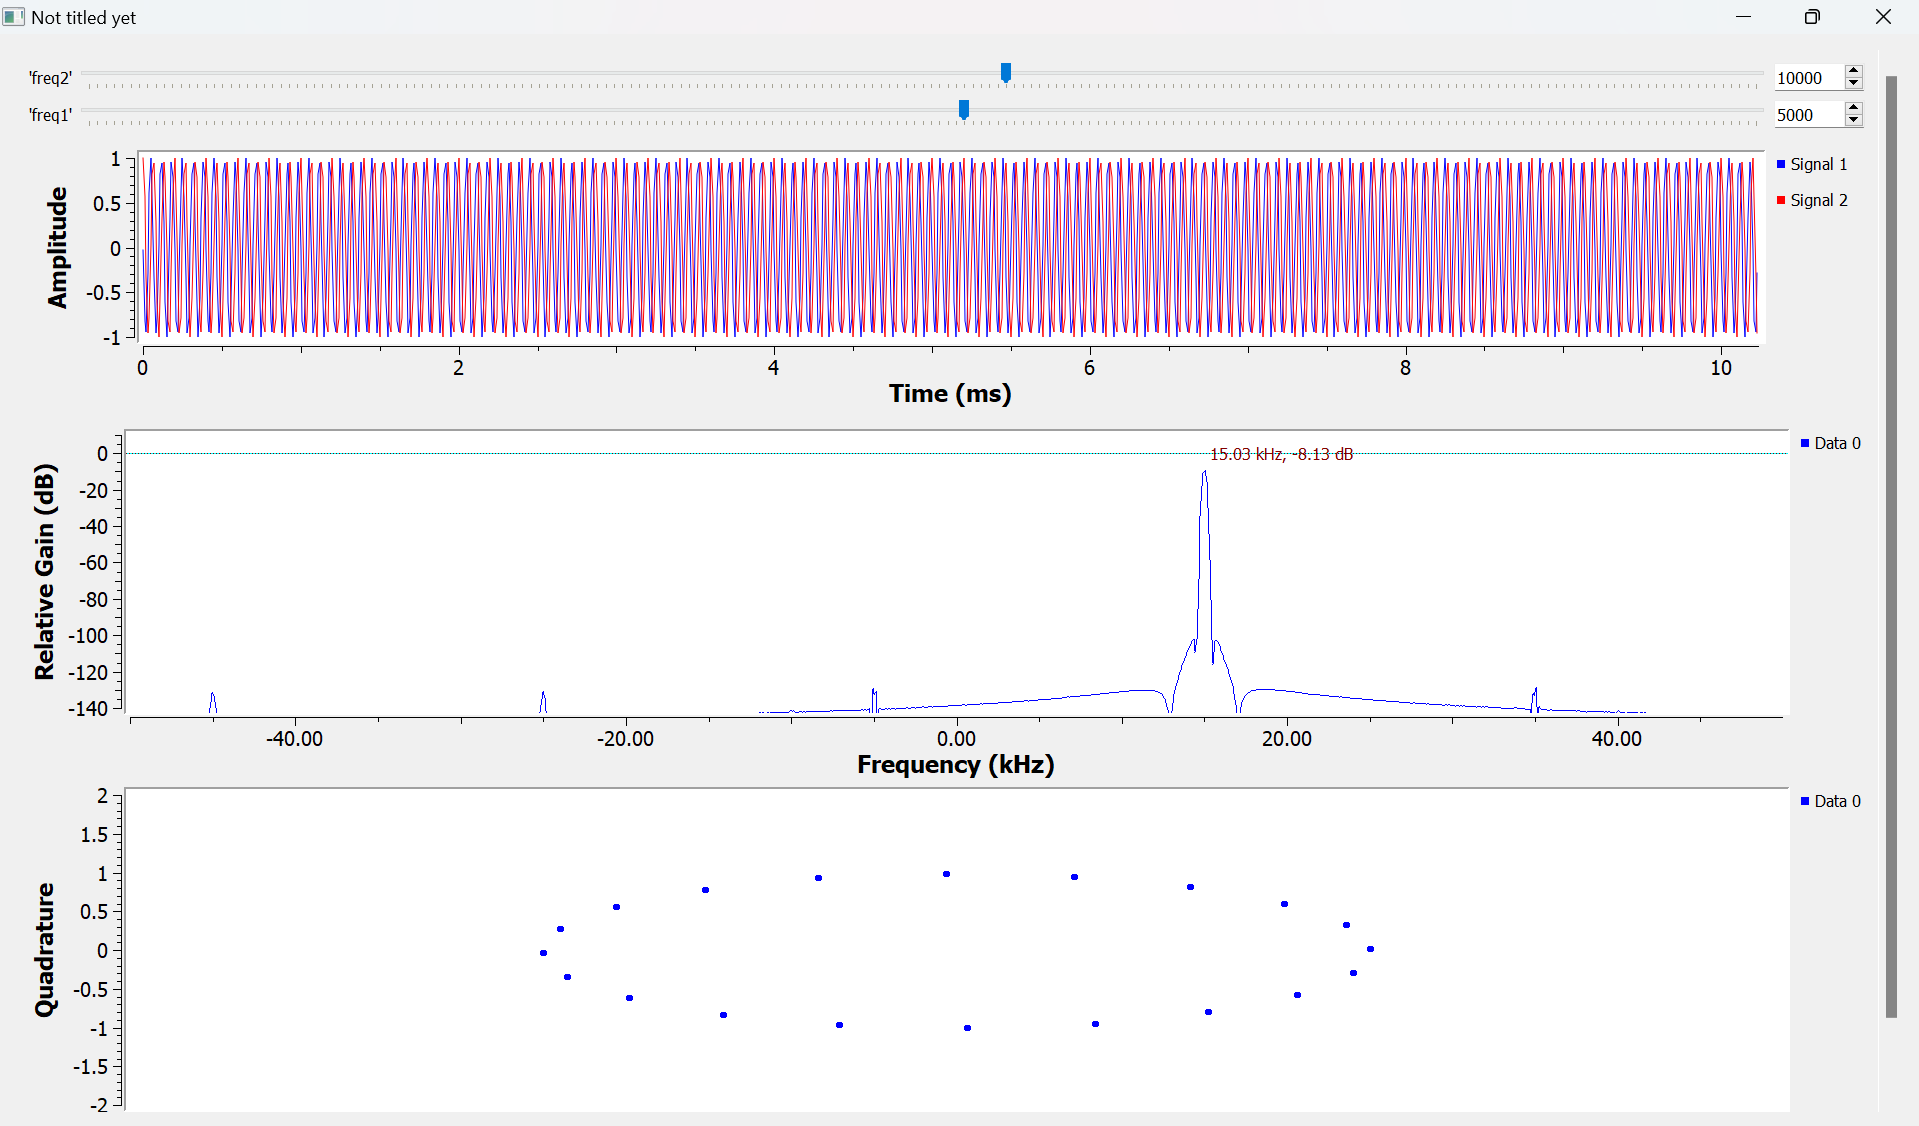 Not titled yet
'freq2' 10000
'freq1' 5000
Amplitude
1
0.5
0
-0.5
-1
0 2 4 6 8 10
Time (ms)
Signal 1
Signal 2
Relative Gain (dB)
0
-20
-40
-60
-80
-100
-120
-140
15.03 kHz, -8.13 dB
Data 0
-40.00 -20.00 0.00 20.00 40.00
Frequency (kHz)
Quadrature
2
1.5
1
0.5
0
-0.5
-1
-1.5
-2
Data 0